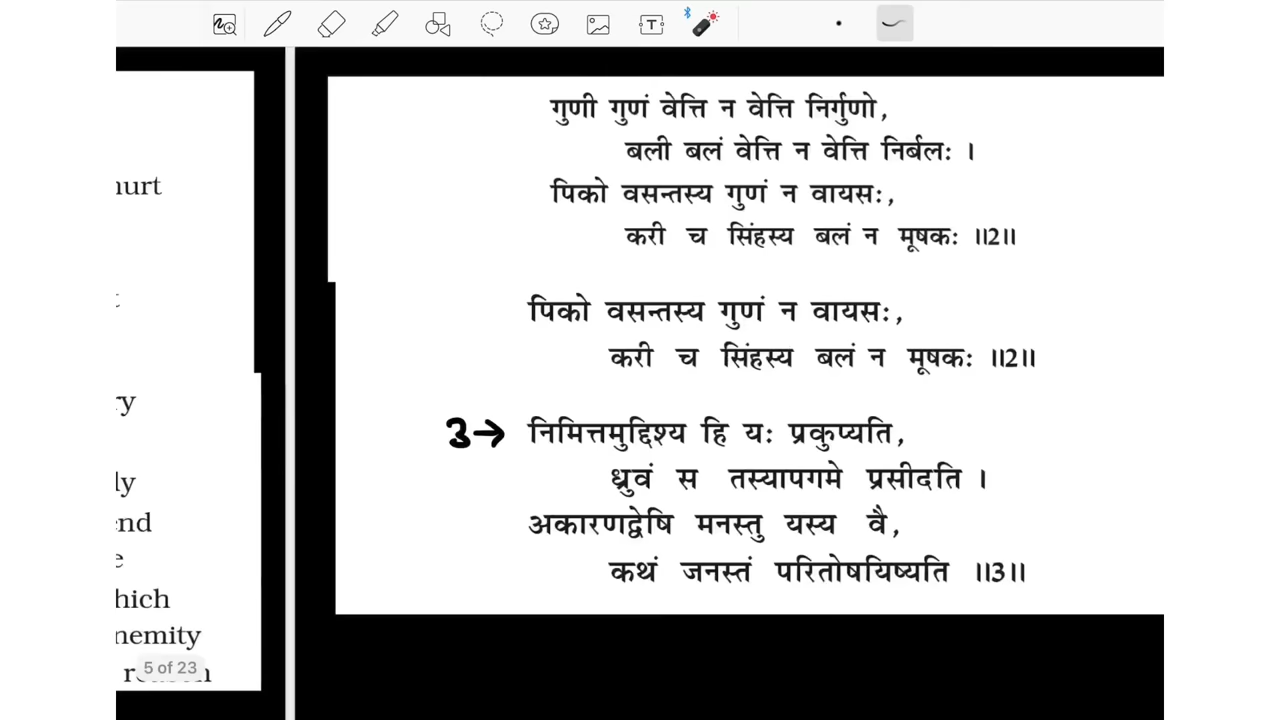 hurt
ry
ly
end
e
hich
nemity
5 of 23
गुणी गुणं वेत्ति न वेत्ति निर्गुणो,
बली बलं वेत्ति न वेत्ति निर्बलः ।
पिको वसन्तस्य गुणं न वायसः,
करी च सिंहस्य बलं न मूषकः ॥2॥
पिको वसन्तस्य गुणं न वायसः,
करी च सिंहस्य बलं न मूषकः ॥2॥
3→ निमित्तमुद्दिश्य हि यः प्रकुप्यति,
ध्रुवं स तस्यापगमे प्रसीदति ।
अकारणद्वेषि मनस्तु यस्य वै,
कथं जनस्तं परितोषयिष्यति ॥3॥